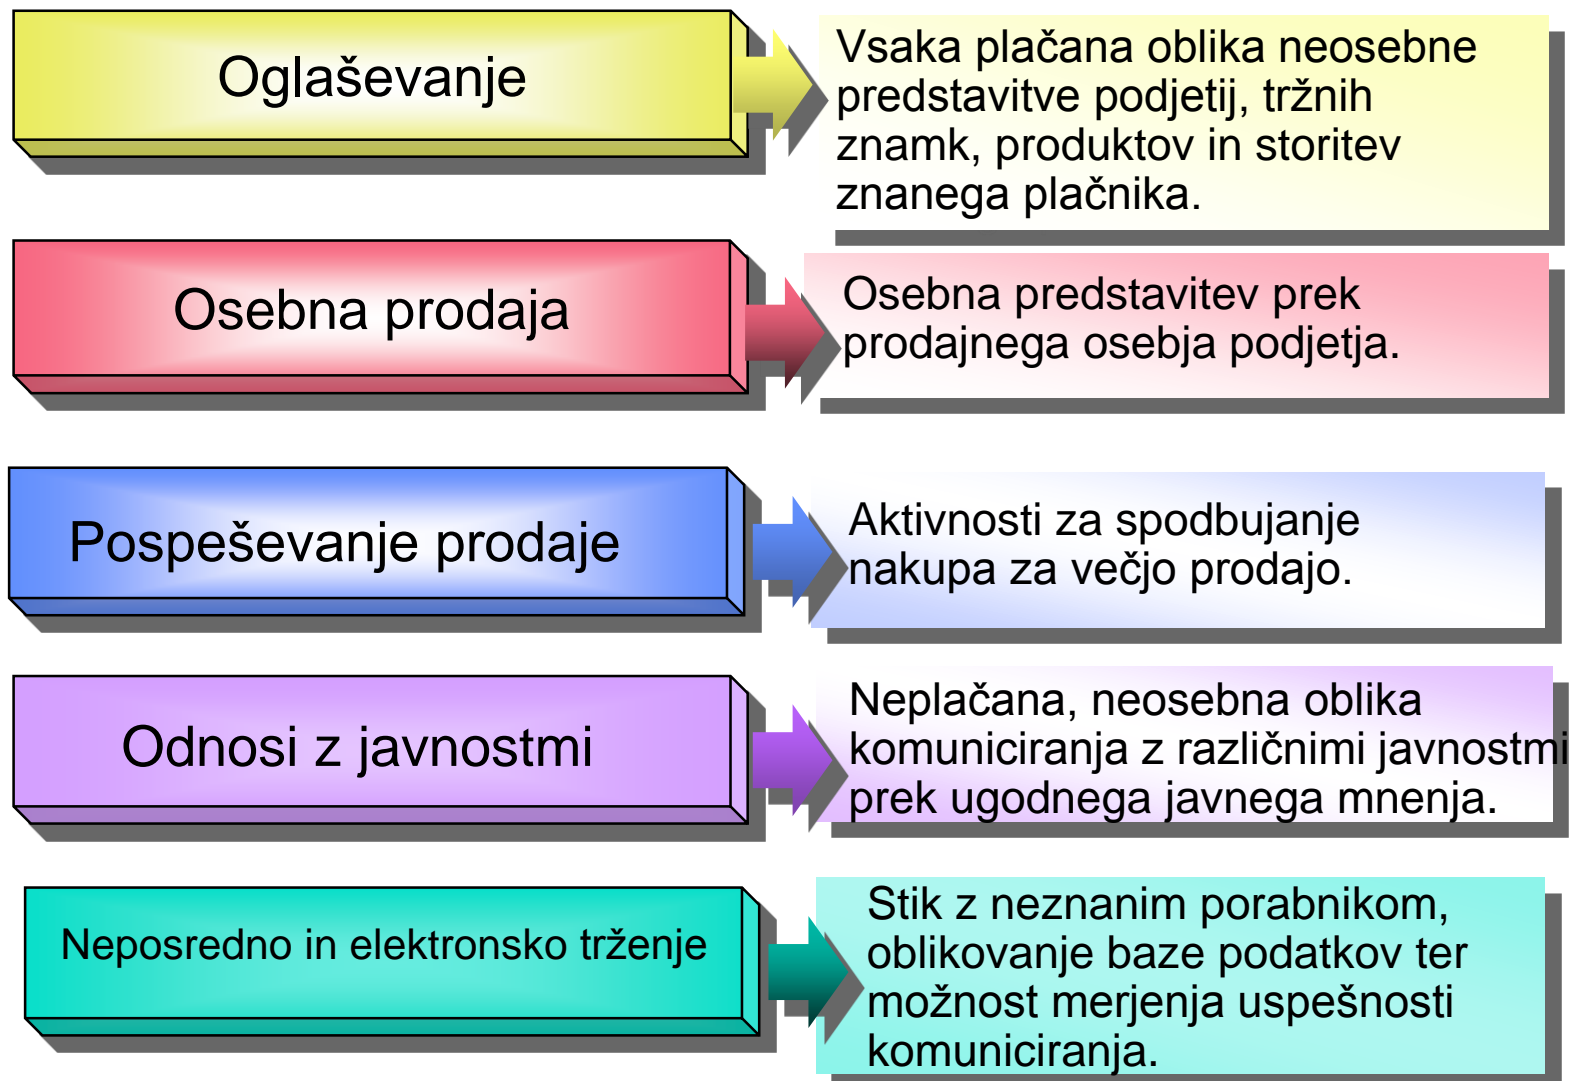 Oglaševanje
Vsaka plačana oblika neosebne
predstavitve podjetij, tržnih
znamk, produktov in storitev
znanega plačnika.
Osebna prodaja
Osebna predstavitev prek
prodajnega osebja podjetja.
Pospeševanje prodaje
Aktivnosti za spodbujanje
nakupa za večjo prodajo.
Odnosi z javnostmi
Neplačana, neosebna oblika
komuniciranja z različnimi javnostmi
prek ugodnega javnega mnenja.
Neposredno in elektronsko trženje
Stik z neznanim porabnikom,
oblikovanje baze podatkov ter
možnost merjenja uspešnosti
komuniciranja.